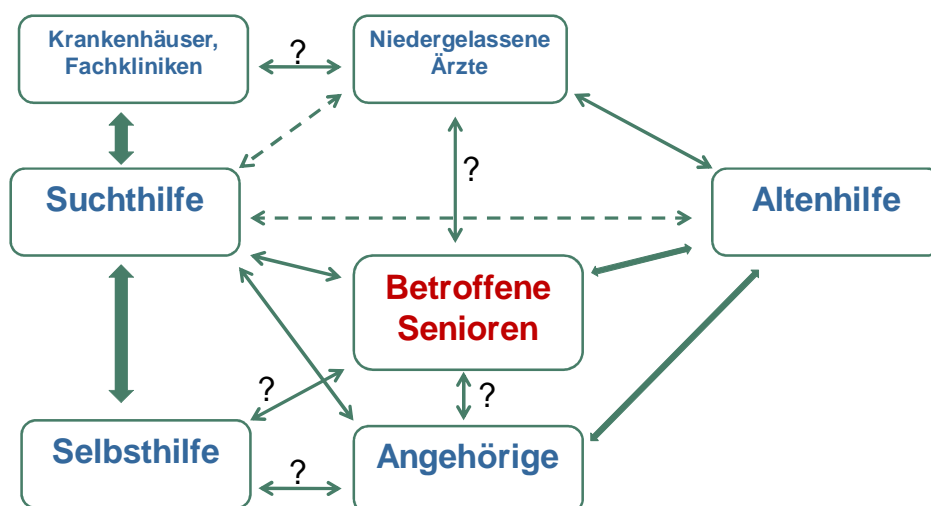 Krankenhäuser,
Fachkliniken
?
Niedergelassene
Ärzte
?
Suchthilfe
Altenhilfe
Betroffene
Senioren
?
?
Selbsthilfe
?
Angehörige